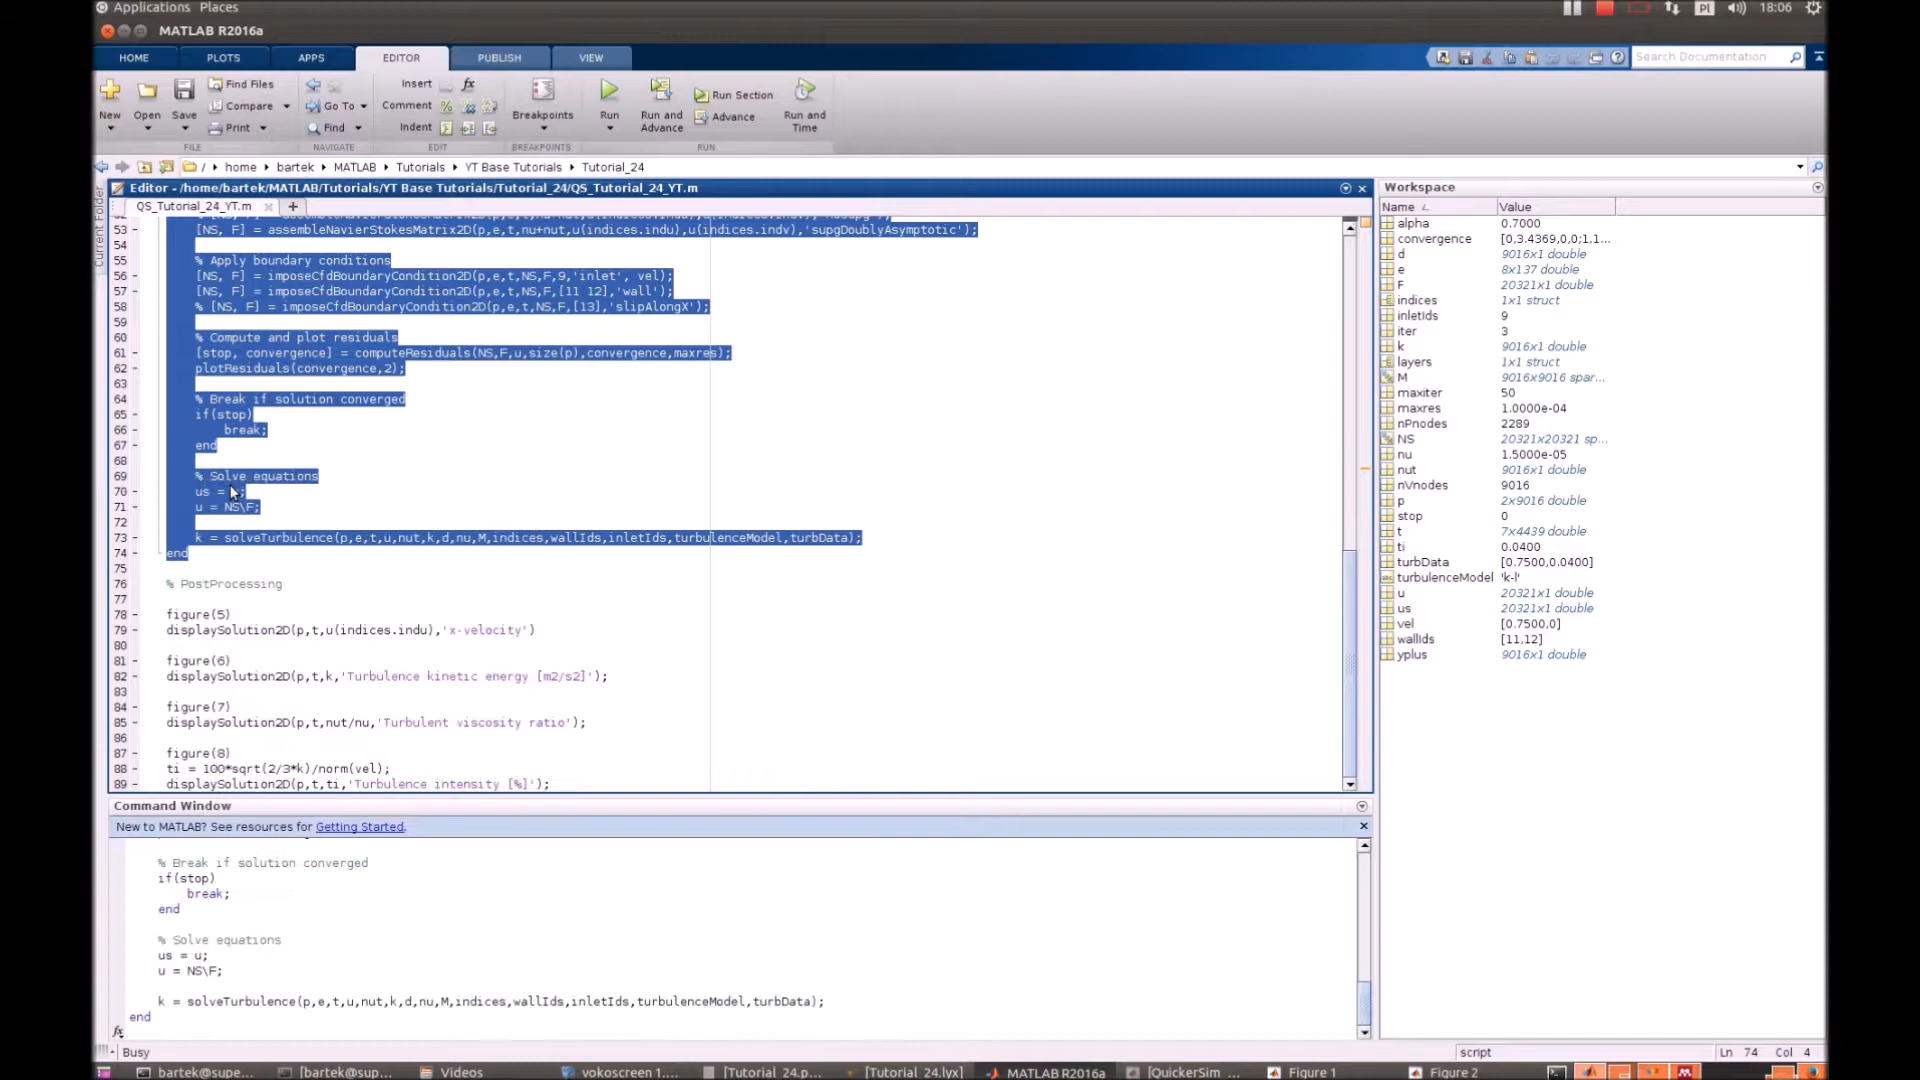 Applications Places
Pl 18:06
MATLAB R2016a
HOME PLOTS APPS EDITOR PUBLISH VIEW
Search Documentation
New Open Save Find Files Compare Print
Go To Find
Insert fx Comment % Indent
Breakpoints Run Run and Advance Run Section Advance Run and Time
FILE NAVIGATE EDIT BREAKPOINTS RUN
/ home bartek MATLAB Tutorials YT Base Tutorials Tutorial_24
Current Folder
Editor - /home/bartek/MATLAB/Tutorials/YT Base Tutorials/Tutorial_24/QS_Tutorial_24_YT.m
QS_Tutorial_24_YT.m +
53 - [NS, F] = assembleNavierStokesMatrix2D(p,e,t,nu+nut,u(indices.indu),u(indices.indv),'supgDoublyAsymptotic');
54 -
55 - % Apply boundary conditions
56 - [NS, F] = imposeCfdBoundaryCondition2D(p,e,t,NS,F,9,'inlet', vel);
57 - [NS, F] = imposeCfdBoundaryCondition2D(p,e,t,NS,F,[11 12],'wall');
58 - % [NS, F] = imposeCfdBoundaryCondition2D(p,e,t,NS,F,[13],'slipAlongX');
59 -
60 - % Compute and plot residuals
61 - [stop, convergence] = computeResiduals(NS,F,u,size(p),convergence,maxres);
62 - plotResiduals(convergence,2);
63 -
64 - % Break if solution converged
65 - if(stop)
66 - break;
67 - end
68 -
69 - % Solve equations
70 - us = ;
71 - u = NS\F;
72 -
73 - k = solveTurbulence(p,e,t,u,nut,k,d,nu,M,indices,wallIds,inletIds,turbulenceModel,turbData);
74 - end
75 -
76 - % PostProcessing
77 -
78 - figure(5)
79 - displaySolution2D(p,t,u(indices.indu),'x-velocity')
80 -
81 - figure(6)
82 - displaySolution2D(p,t,k,'Turbulence kinetic energy [m2/s2]');
83 -
84 - figure(7)
85 - displaySolution2D(p,t,nut/nu,'Turbulent viscosity ratio');
86 -
87 - figure(8)
88 - ti = 100*sqrt(2/3*k)/norm(vel);
89 - displaySolution2D(p,t,ti,'Turbulence intensity [%]');
Workspace
Name Value
alpha 0.7000
convergence [0,3.4369,0,0;1,1...
d 9016x1 double
e 8x137 double
F 20321x1 double
indices 1x1 struct
inletIds 9
iter 3
k 9016x1 double
layers 1x1 struct
M 9016x9016 spar...
maxiter 50
maxres 1.0000e-04
nPnodes 2289
NS 20321x20321 sp...
nu 1.5000e-05
nut 9016x1 double
nVnodes 9016
p 2x9016 double
stop 0
t 7x4439 double
ti 0.0400
turbData [0.7500,0.0400]
turbulenceModel 'k-l'
u 20321x1 double
us 20321x1 double
vel [0.7500,0]
wallIds [11,12]
yplus 9016x1 double
Command Window
New to MATLAB? See resources for Getting Started.
% Break if solution converged
if(stop)
break;
end
% Solve equations
us = u;
u = NS\F;
k = solveTurbulence(p,e,t,u,nut,k,d,nu,M,indices,wallIds,inletIds,turbulenceModel,turbData);
end
fx
Busy script Ln 74 Col 4
bartek@supe... [bartek@sup... Videos vokoscreen 1.... [Tutorial_24.p... [Tutorial_24.lyx] MATLAB R2016a [QuickerSim ... Figure 1 Figure 2